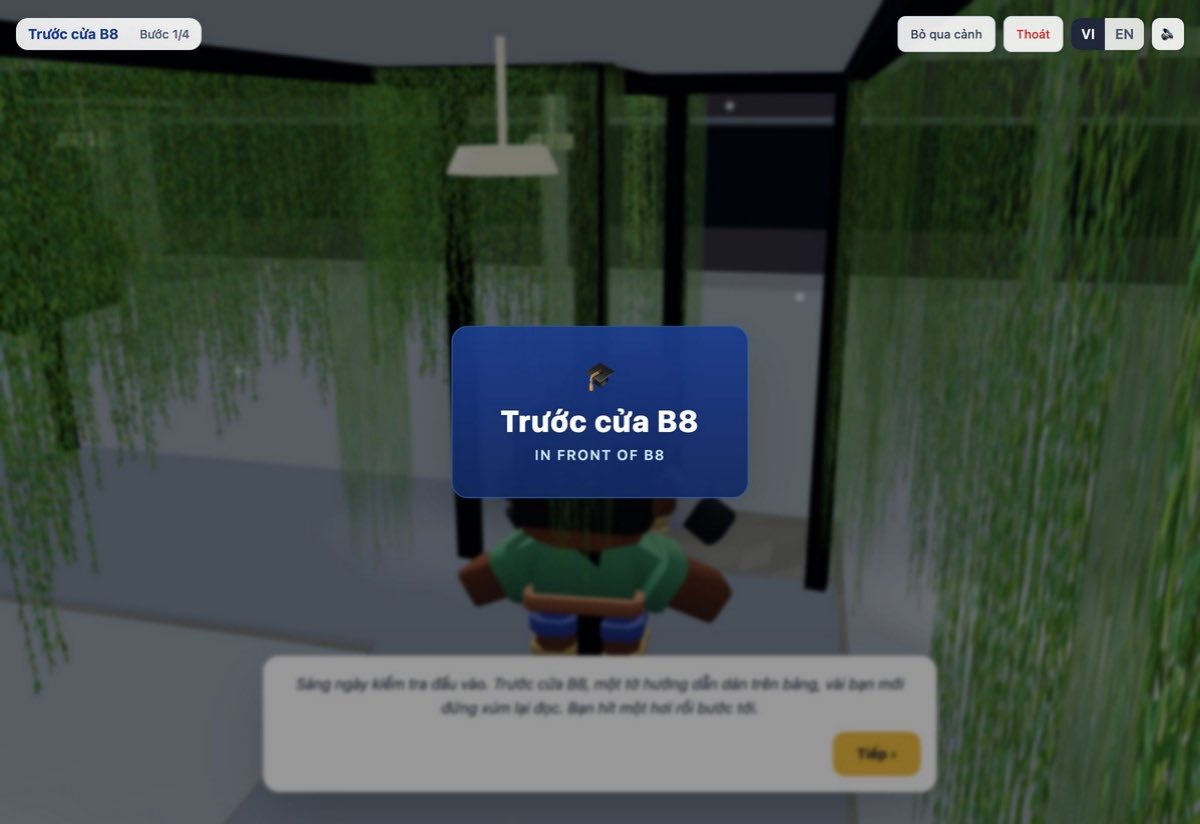 Trước cửa B8 Bước 1/4
Bỏ qua cảnh Thoát VI EN
Trước cửa B8
IN FRONT OF B8
Sáng ngày kiểm tra đầu vào. Trước cửa B8, một tờ hướng dẫn dán trên bảng, vài bạn mới
đứng xúm lại đọc. Bạn hít một hơi rồi bước tới.
Tiếp ›